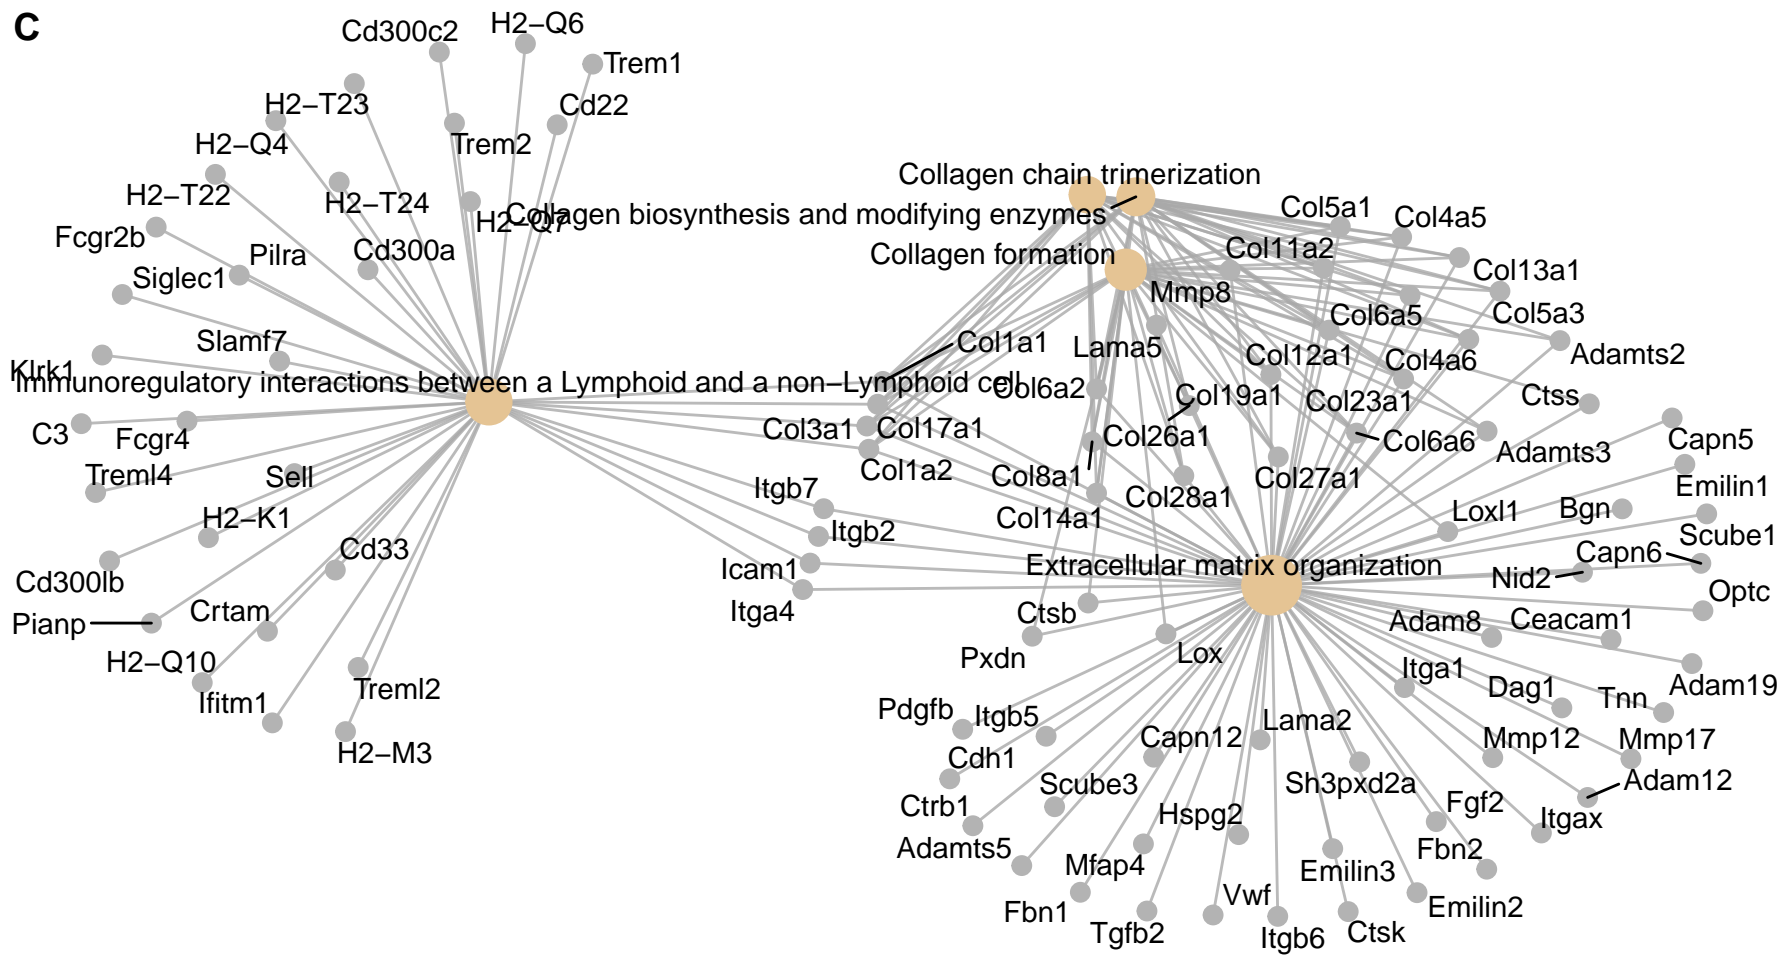 C
Cd300c2
H2−Q6
Trem1
H2−T23
Cd22
H2−Q4
Trem2
H2−T22
H2−T24
H2−Q7
Collagen chain trimerization
Collagen biosynthesis and modifying enzymes
Collagen formation
Col5a1
Col4a5
Fcgr2b
Pilra
Cd300a
Col11a2
Siglec1
Col13a1
Mmp8
Col6a5
Col5a3
Slamf7
Col1a1
Lama5
Col12a1
Col4a6
Adamts2
Klrk1
Immunoregulatory interactions between a Lymphoid and a non−Lymphoid cell
Col6a2
Col19a1
Col23a1
Ctss
C3
Fcgr4
Col3a1
Col17a1
Col26a1
Col6a6
Adamts3
Capn5
Treml4
Sell
Col1a2
Col8a1
Col28a1
Col27a1
Emilin1
Itgb7
H2−K1
Col14a1
Loxl1
Bgn
Itgb2
Scube1
Cd33
Capn6
Cd300lb
Icam1
Extracellular matrix organization
Nid2
Optc
Pianp
Crtam
Itga4
Ctsb
Adam8
Ceacam1
H2−Q10
Pxdn
Lox
Itga1
Ifitm1
Treml2
Dag1
Tnn
Adam19
Pdgfb
Itgb5
Lama2
H2−M3
Cdh1
Capn12
Mmp12
Mmp17
Ctrb1
Scube3
Sh3pxd2a
Adam12
Hspg2
Fgf2
Itgax
Adamts5
Mfap4
Emilin3
Fbn2
Fbn1
Vwf
Emilin2
Tgfb2
Itgb6
Ctsk